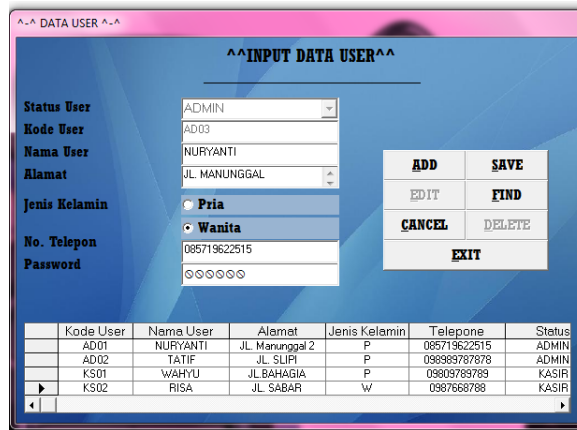 ^-^ DATA USER ^-^
^^INPUT DATA USER^^
Status User ADMIN
Kode User AD03
Nama User NURYANTI
Alamat JL. MANUNGGAL
Jenis Kelamin Pria
Wanita
No. Telepon 085719622515
Password
ADD SAVE
EDIT FIND
CANCEL DELETE
EXIT
Kode User Nama User Alamat Jenis Kelamin Telepone Status
AD01 NURYANTI JL. Manunggal 2 P 085719622515 ADMIN
AD02 TATIF JL. SLIPI P 098989787878 ADMIN
KS01 WAHYU JL.BAHAGIA P 09809789789 KASIR
KS02 RISA JL. SABAR W 0987668788 KASIR